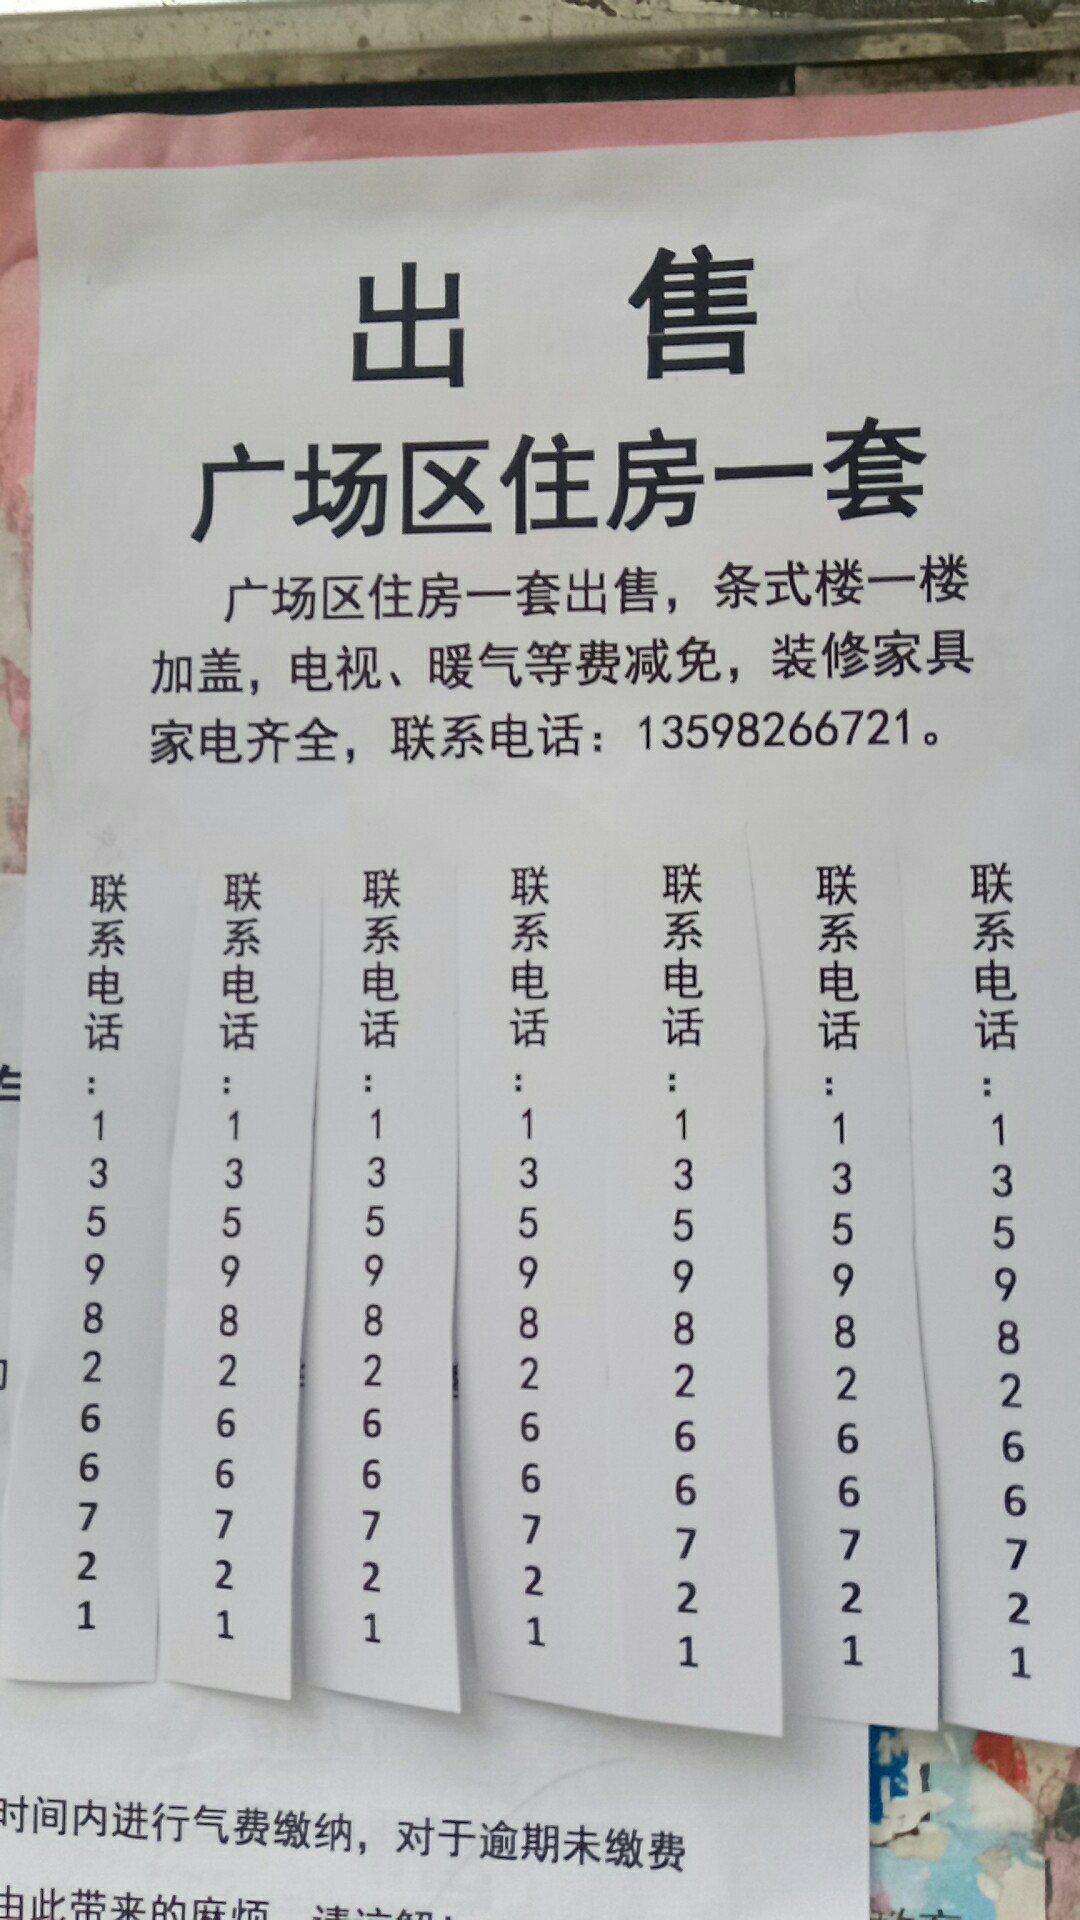 出 售
广场区住房一套
广场区住房一套出售，条式楼一楼
加盖，电视、暖气等费减免，装修家具
家电齐全，联系电话：13598266721。
联系电话：13598266721
联系电话：13598266721
联系电话：13598266721
联系电话：13598266721
联系电话：13598266721
联系电话：13598266721
联系电话：13598266721
时间内进行气费缴纳，对于逾期未缴费
由此带来的麻烦，请谅解！